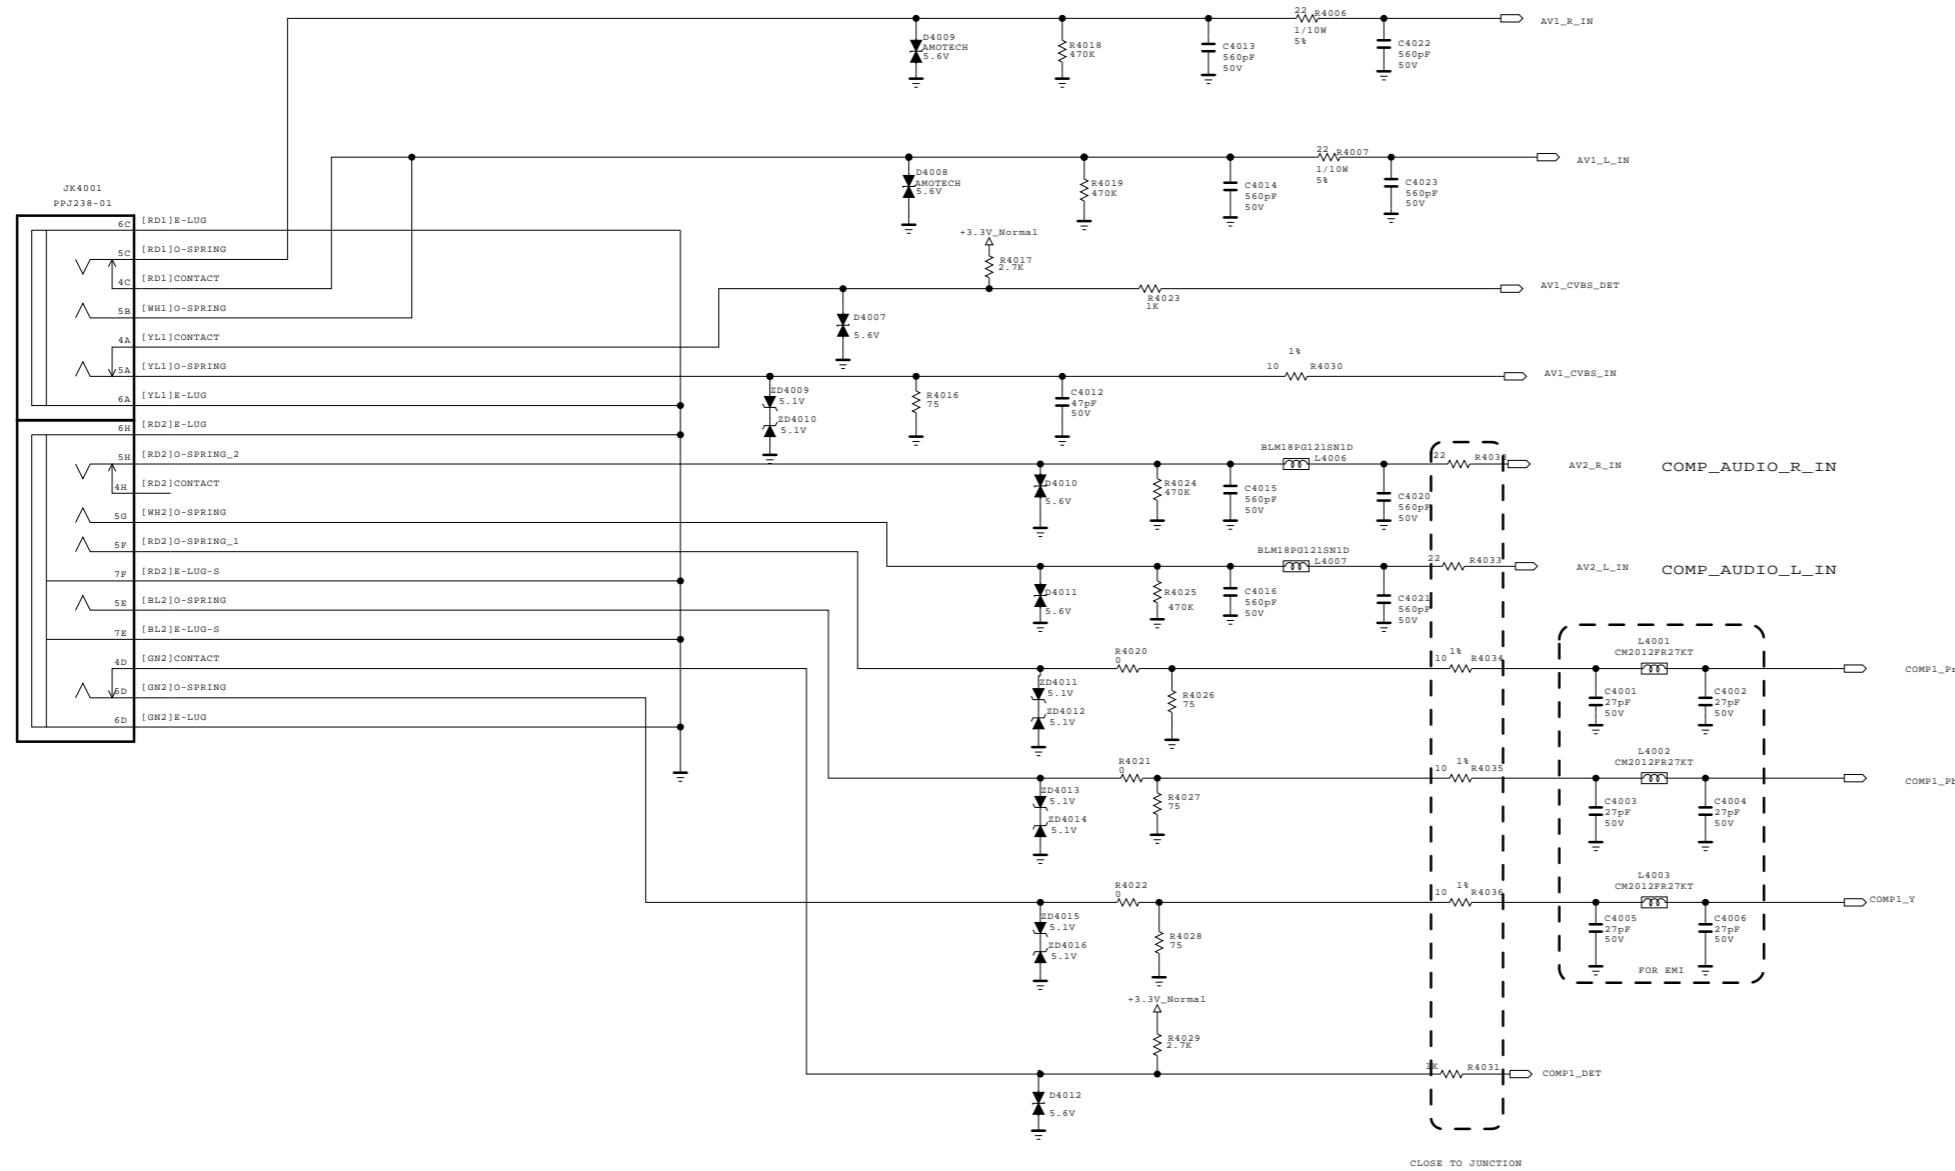 22 R4006
1/10W
5%
AV1_R_IN
D4009
AMOTECH
5.6V
R4018
470K
C4013
560pF
50V
C4022
560pF
50V
22 R4007
1/10W
5%
AV1_L_IN
D4008
AMOTECH
5.6V
R4019
470K
C4014
560pF
50V
C4023
560pF
50V
JK4001
PPJ238-01
6C [RD1]E-LUG
5C [RD1]O-SPRING
4C [RD1]CONTACT
5B [WH1]O-SPRING
4A [YL1]CONTACT
5A [YL1]O-SPRING
6A [YL1]E-LUG
6H [RD2]E-LUG
5H [RD2]O-SPRING_2
4H [RD2]CONTACT
5G [WH2]O-SPRING
5F [RD2]O-SPRING_1
7F [RD2]E-LUG-S
5E [BL2]O-SPRING
7E [BL2]E-LUG-S
4D [GN2]CONTACT
5D [GN2]O-SPRING
6D [GN2]E-LUG
+3.3V_Normal
R4017
2.7K
R4023
1K
AV1_CVBS_DET
D4007
5.6V
1%
10 R4030
AV1_CVBS_IN
ZD4009
5.1V
ZD4010
5.1V
R4016
75
C4012
47pF
50V
BLM18PG121SN1D
L4006
22 R4032
AV2_R_IN COMP_AUDIO_R_IN
D4010
5.6V
R4024
470K
C4015
560pF
50V
C4020
560pF
50V
BLM18PG121SN1D
L4007
22 R4033
AV2_L_IN COMP_AUDIO_L_IN
D4011
5.6V
R4025
470K
C4016
560pF
50V
C4021
560pF
50V
R4020
0
10 1% R4034
L4001
CM2012FR27KT
COMP1_Pr
ZD4011
5.1V
ZD4012
5.1V
R4026
75
C4001
27pF
50V
C4002
27pF
50V
R4021
0
10 1% R4035
L4002
CM2012FR27KT
COMP1_Pb
ZD4013
5.1V
ZD4014
5.1V
R4027
75
C4003
27pF
50V
C4004
27pF
50V
R4022
0
10 1% R4036
L4003
CM2012FR27KT
COMP1_Y
ZD4015
5.1V
ZD4016
5.1V
R4028
75
C4005
27pF
50V
C4006
27pF
50V
FOR EMI
+3.3V_Normal
R4029
2.7K
1K R4031
COMP1_DET
D4012
5.6V
CLOSE TO JUNCTION